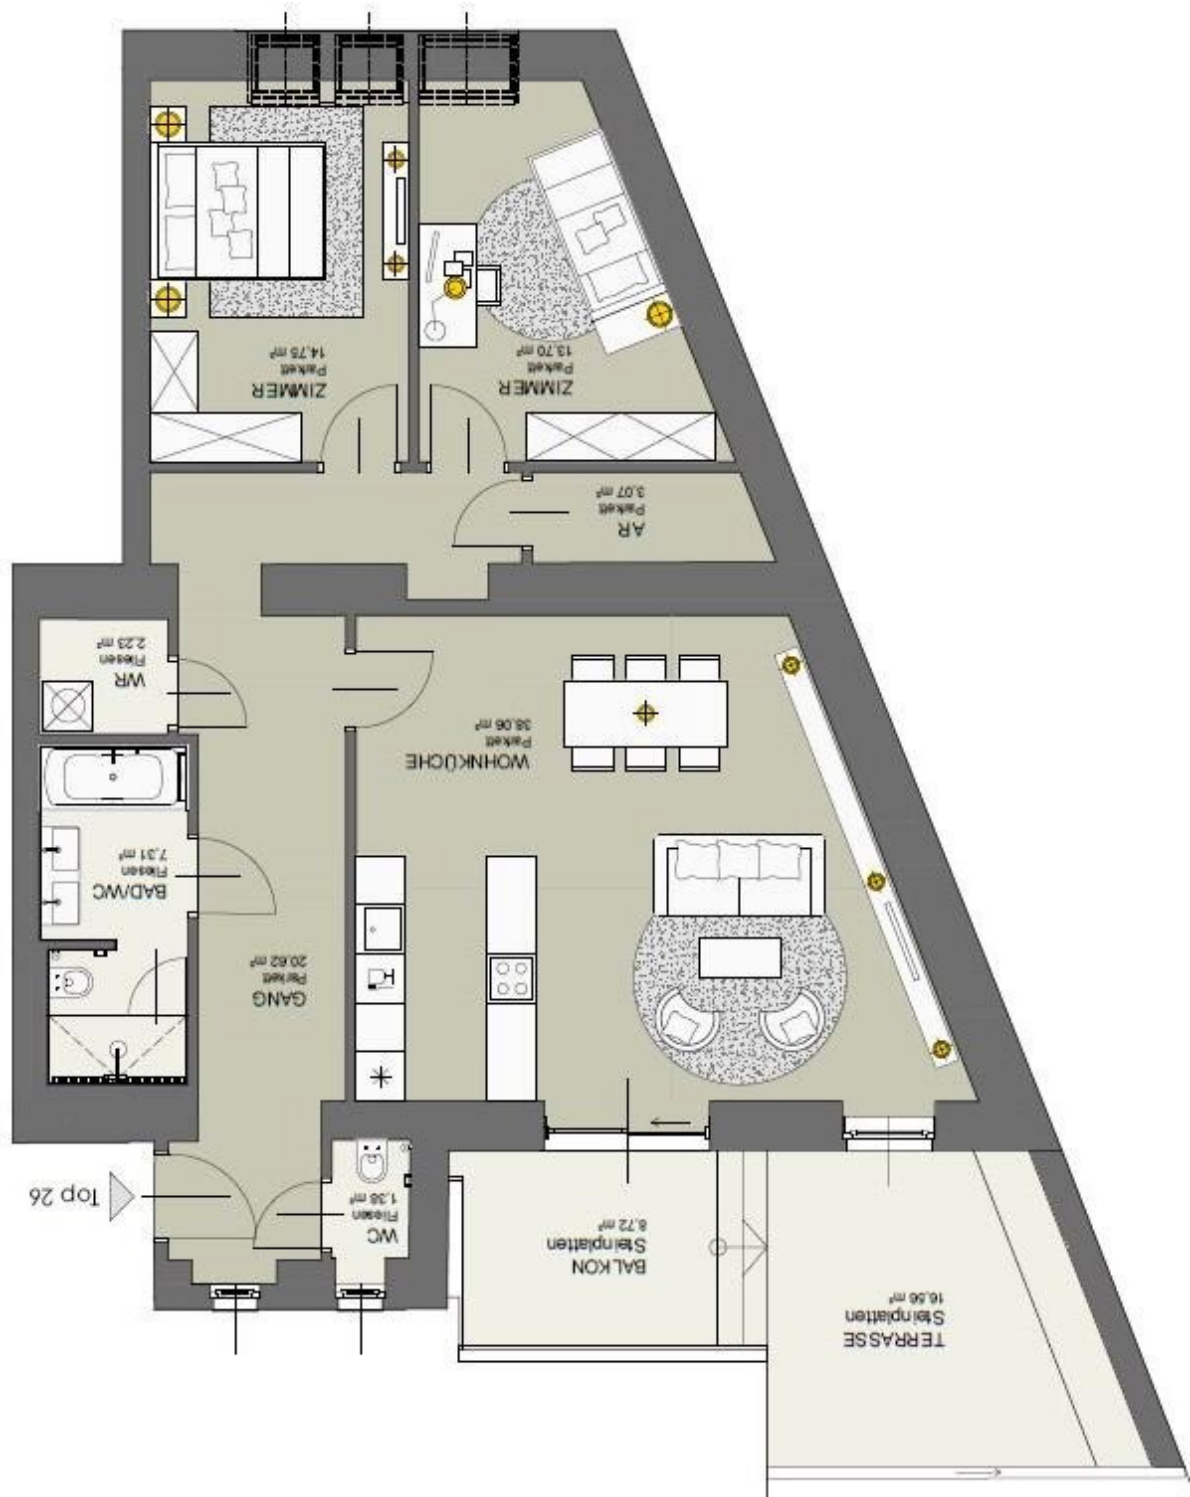 ZIMMER
Parkett
14,75 m²
ZIMMER
Parkett
13,70 m²
AR
Parkett
3,07 m²
WR
Fliesen
2,23 m²
WOHNKÜCHE
Parkett
38,06 m²
BAD/WC
Fliesen
7,31 m²
GANG
Parkett
20,62 m²
Top 26
WC
Fliesen
1,38 m²
BALKON
Steinplatten
8,72 m²
TERRASSE
Steinplatten
16,56 m²